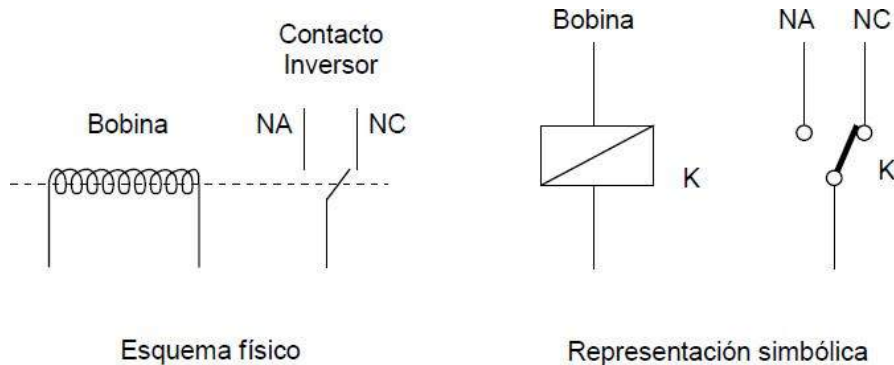 Contacto
Inversor
Bobina
NA
NC
Esquema físico
Bobina
NA
NC
K
K
Representación simbólica